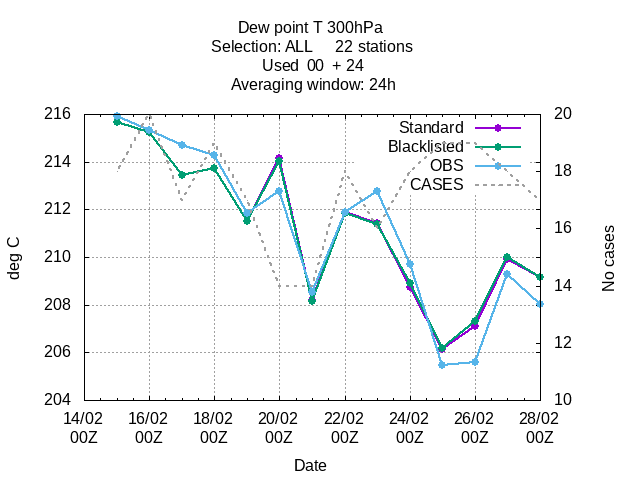 Dew point T 300hPa
Selection: ALL     22 stations
Used  00  + 24
Averaging window: 24h
216
214
212
210
208
206
204
deg C
20
18
16
14
12
10
No cases
Standard
Blacklisted
OBS
CASES
14/02 16/02 18/02 20/02 22/02 24/02 26/02 28/02
00Z 00Z 00Z 00Z 00Z 00Z 00Z 00Z
Date